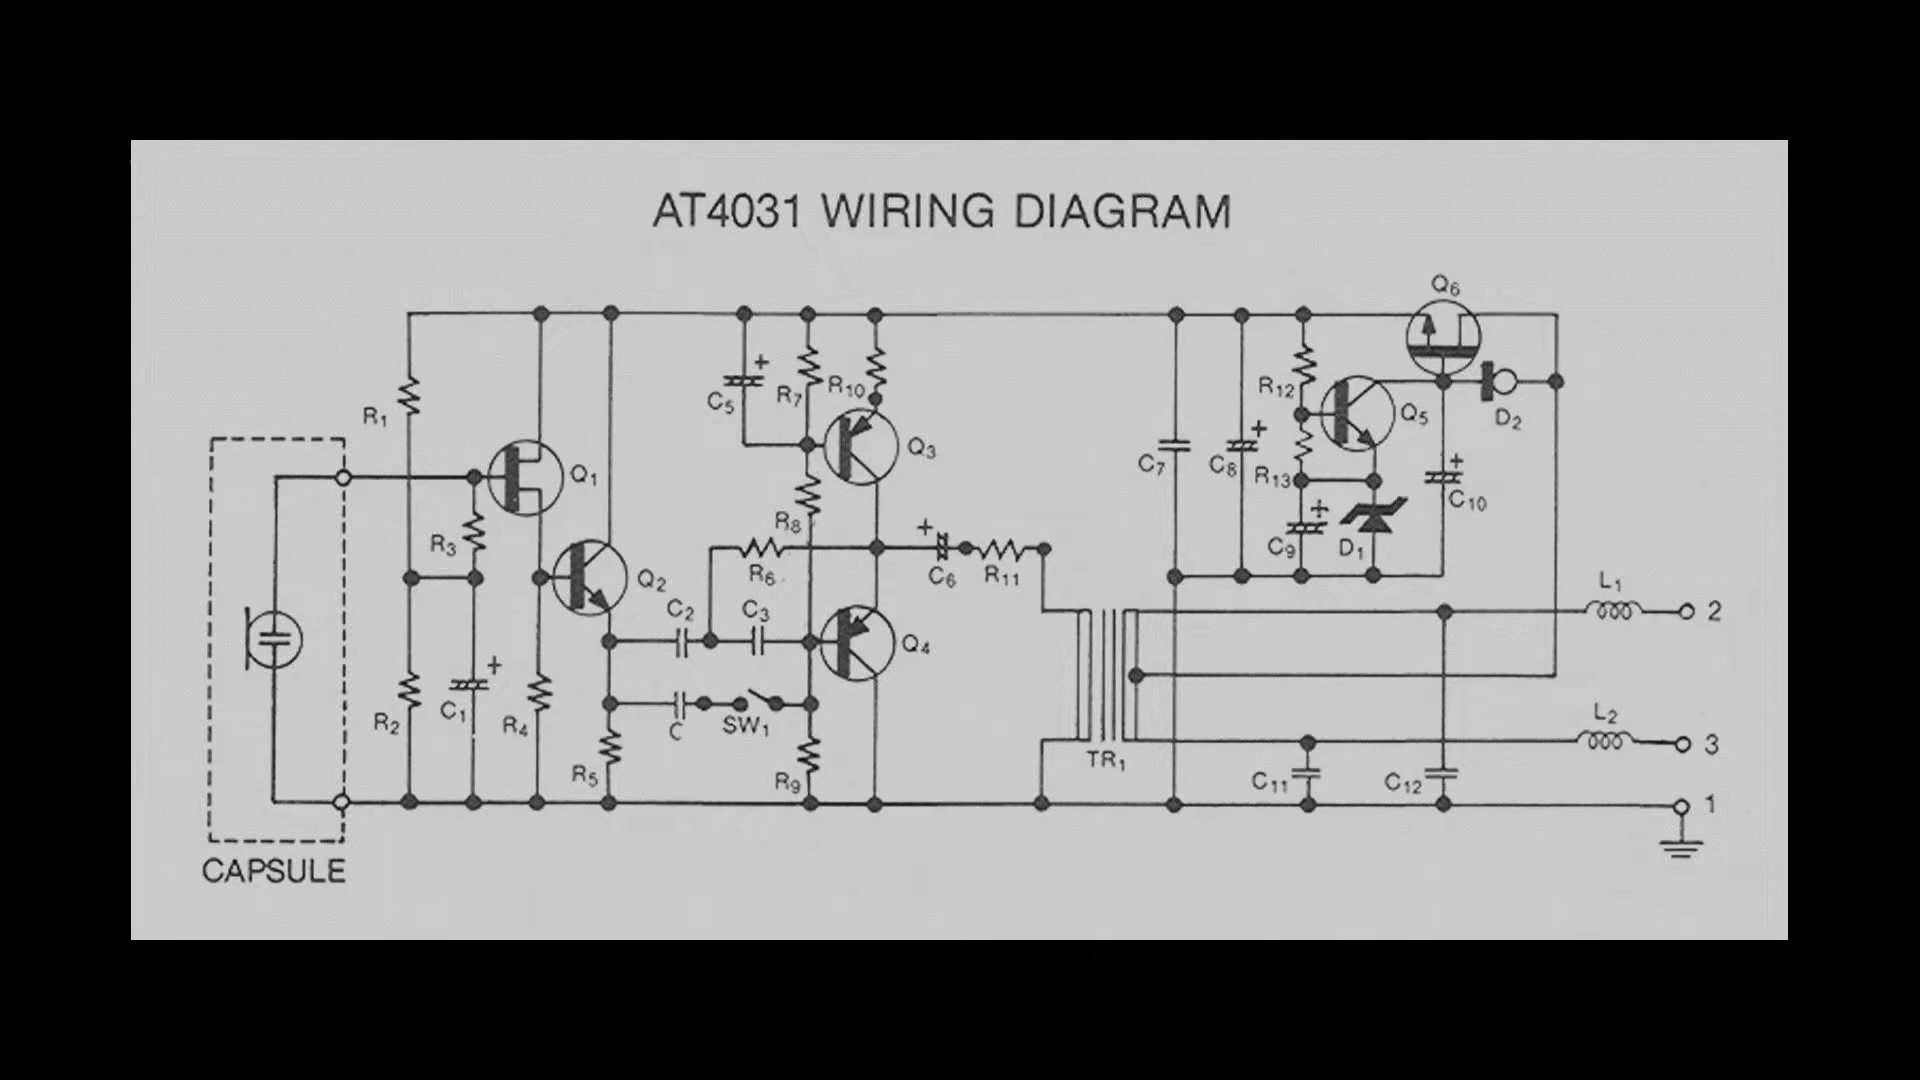 AT4031 WIRING DIAGRAM
Q6
R1
C5
+
R7
R10
Q3
R12
Q5
D2
Q1
C7
C8
+
R13
+
C10
R3
R8
+
C9
+
D1
Q2
R6
C6
R11
L1
2
C2
C3
Q4
R2
C1
+
R4
C
SW1
L2
3
R5
R9
TR1
C11
C12
1
CAPSULE